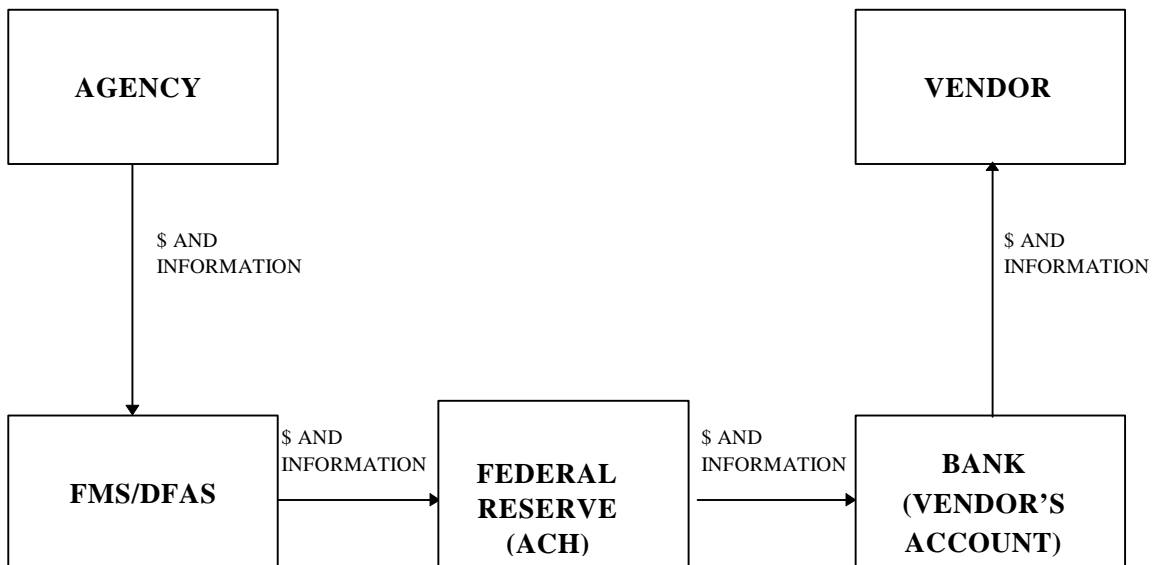 AGENCY
VENDOR
$ AND
INFORMATION
$ AND
INFORMATION
FMS/DFAS
$ AND
INFORMATION
FEDERAL
RESERVE
(ACH)
$ AND
INFORMATION
BANK
(VENDOR’S
ACCOUNT)